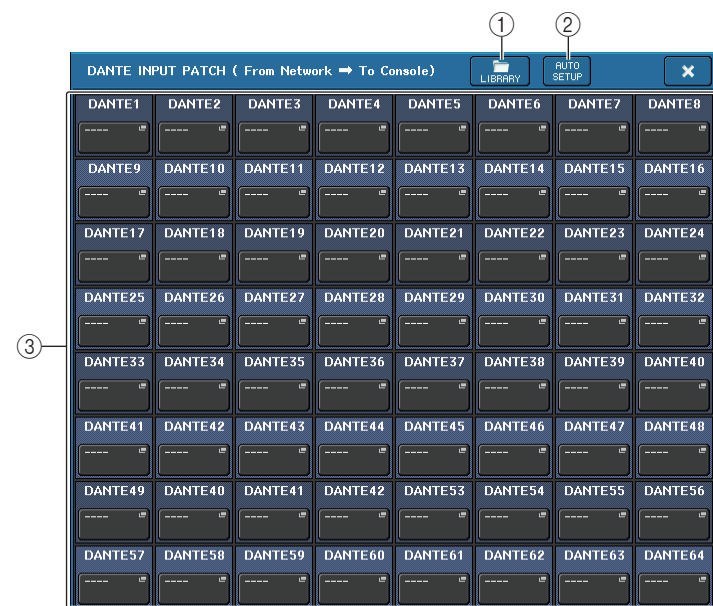 ① ②
DANTE INPUT PATCH ( From Network ➡ To Console) LIBRARY AUTO SETUP ×
DANTE1 DANTE2 DANTE3 DANTE4 DANTE5 DANTE6 DANTE7 DANTE8
---- ---- ---- ---- ---- ---- ---- ----
DANTE9 DANTE10 DANTE11 DANTE12 DANTE13 DANTE14 DANTE15 DANTE16
---- ---- ---- ---- ---- ---- ---- ----
DANTE17 DANTE18 DANTE19 DANTE20 DANTE21 DANTE22 DANTE23 DANTE24
---- ---- ---- ---- ---- ---- ---- ----
DANTE25 DANTE26 DANTE27 DANTE28 DANTE29 DANTE30 DANTE31 DANTE32
---- ---- ---- ---- ---- ---- ---- ----
③
DANTE33 DANTE34 DANTE35 DANTE36 DANTE37 DANTE38 DANTE39 DANTE40
---- ---- ---- ---- ---- ---- ---- ----
DANTE41 DANTE42 DANTE43 DANTE44 DANTE45 DANTE46 DANTE47 DANTE48
---- ---- ---- ---- ---- ---- ---- ----
DANTE49 DANTE40 DANTE41 DANTE42 DANTE53 DANTE54 DANTE55 DANTE56
---- ---- ---- ---- ---- ---- ---- ----
DANTE57 DANTE58 DANTE59 DANTE60 DANTE61 DANTE62 DANTE63 DANTE64
---- ---- ---- ---- ---- ---- ---- ----